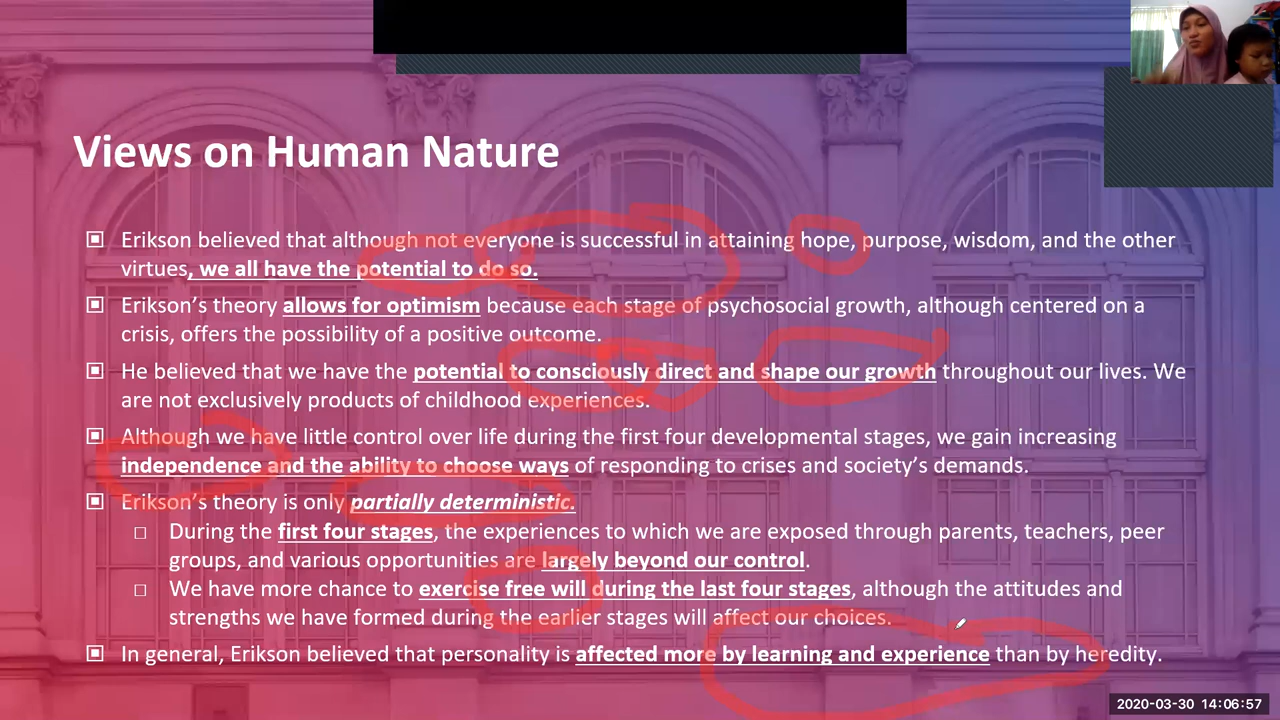 Views on Human Nature
Erikson believed that although not everyone is successful in attaining hope, purpose, wisdom, and the other
virtues, we all have the potential to do so.
Erikson's theory allows for optimism because each stage of psychosocial growth, although centered on a
crisis, offers the possibility of a positive outcome.
He believed that we have the potential to consciously direct and shape our growth throughout our lives. We
are not exclusively products of childhood experiences.
Although we have little control over life during the first four developmental stages, we gain increasing
independence and the ability to choose ways of responding to crises and society's demands.
Erikson's theory is only partially deterministic.
During the first four stages, the experiences to which we are exposed through parents, teachers, peer
groups, and various opportunities are largely beyond our control.
We have more chance to exercise free will during the last four stages, although the attitudes and
strengths we have formed during the earlier stages will affect our choices.
In general, Erikson believed that personality is affected more by learning and experience than by heredity.
2020-03-30 14:06:57